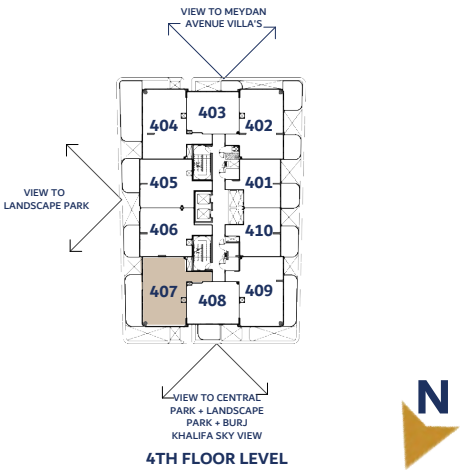 VIEW TO MEYDAN
AVENUE VILLA'S
403
404
402
405
401
VIEW TO
LANDSCAPE PARK
406
410
407
408
409
VIEW TO CENTRAL
PARK + LANDSCAPE
PARK + BURJ
KHALIFA SKY VIEW
4TH FLOOR LEVEL
N